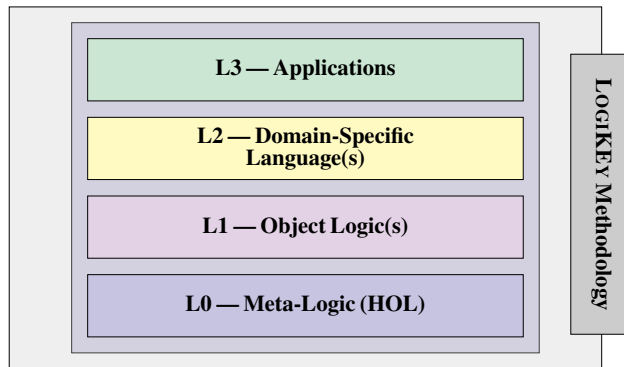 L3 — Applications
L2 — Domain-Specific
Language(s)
L1 — Object Logic(s)
L0 — Meta-Logic (HOL)
LOGIKEY Methodology